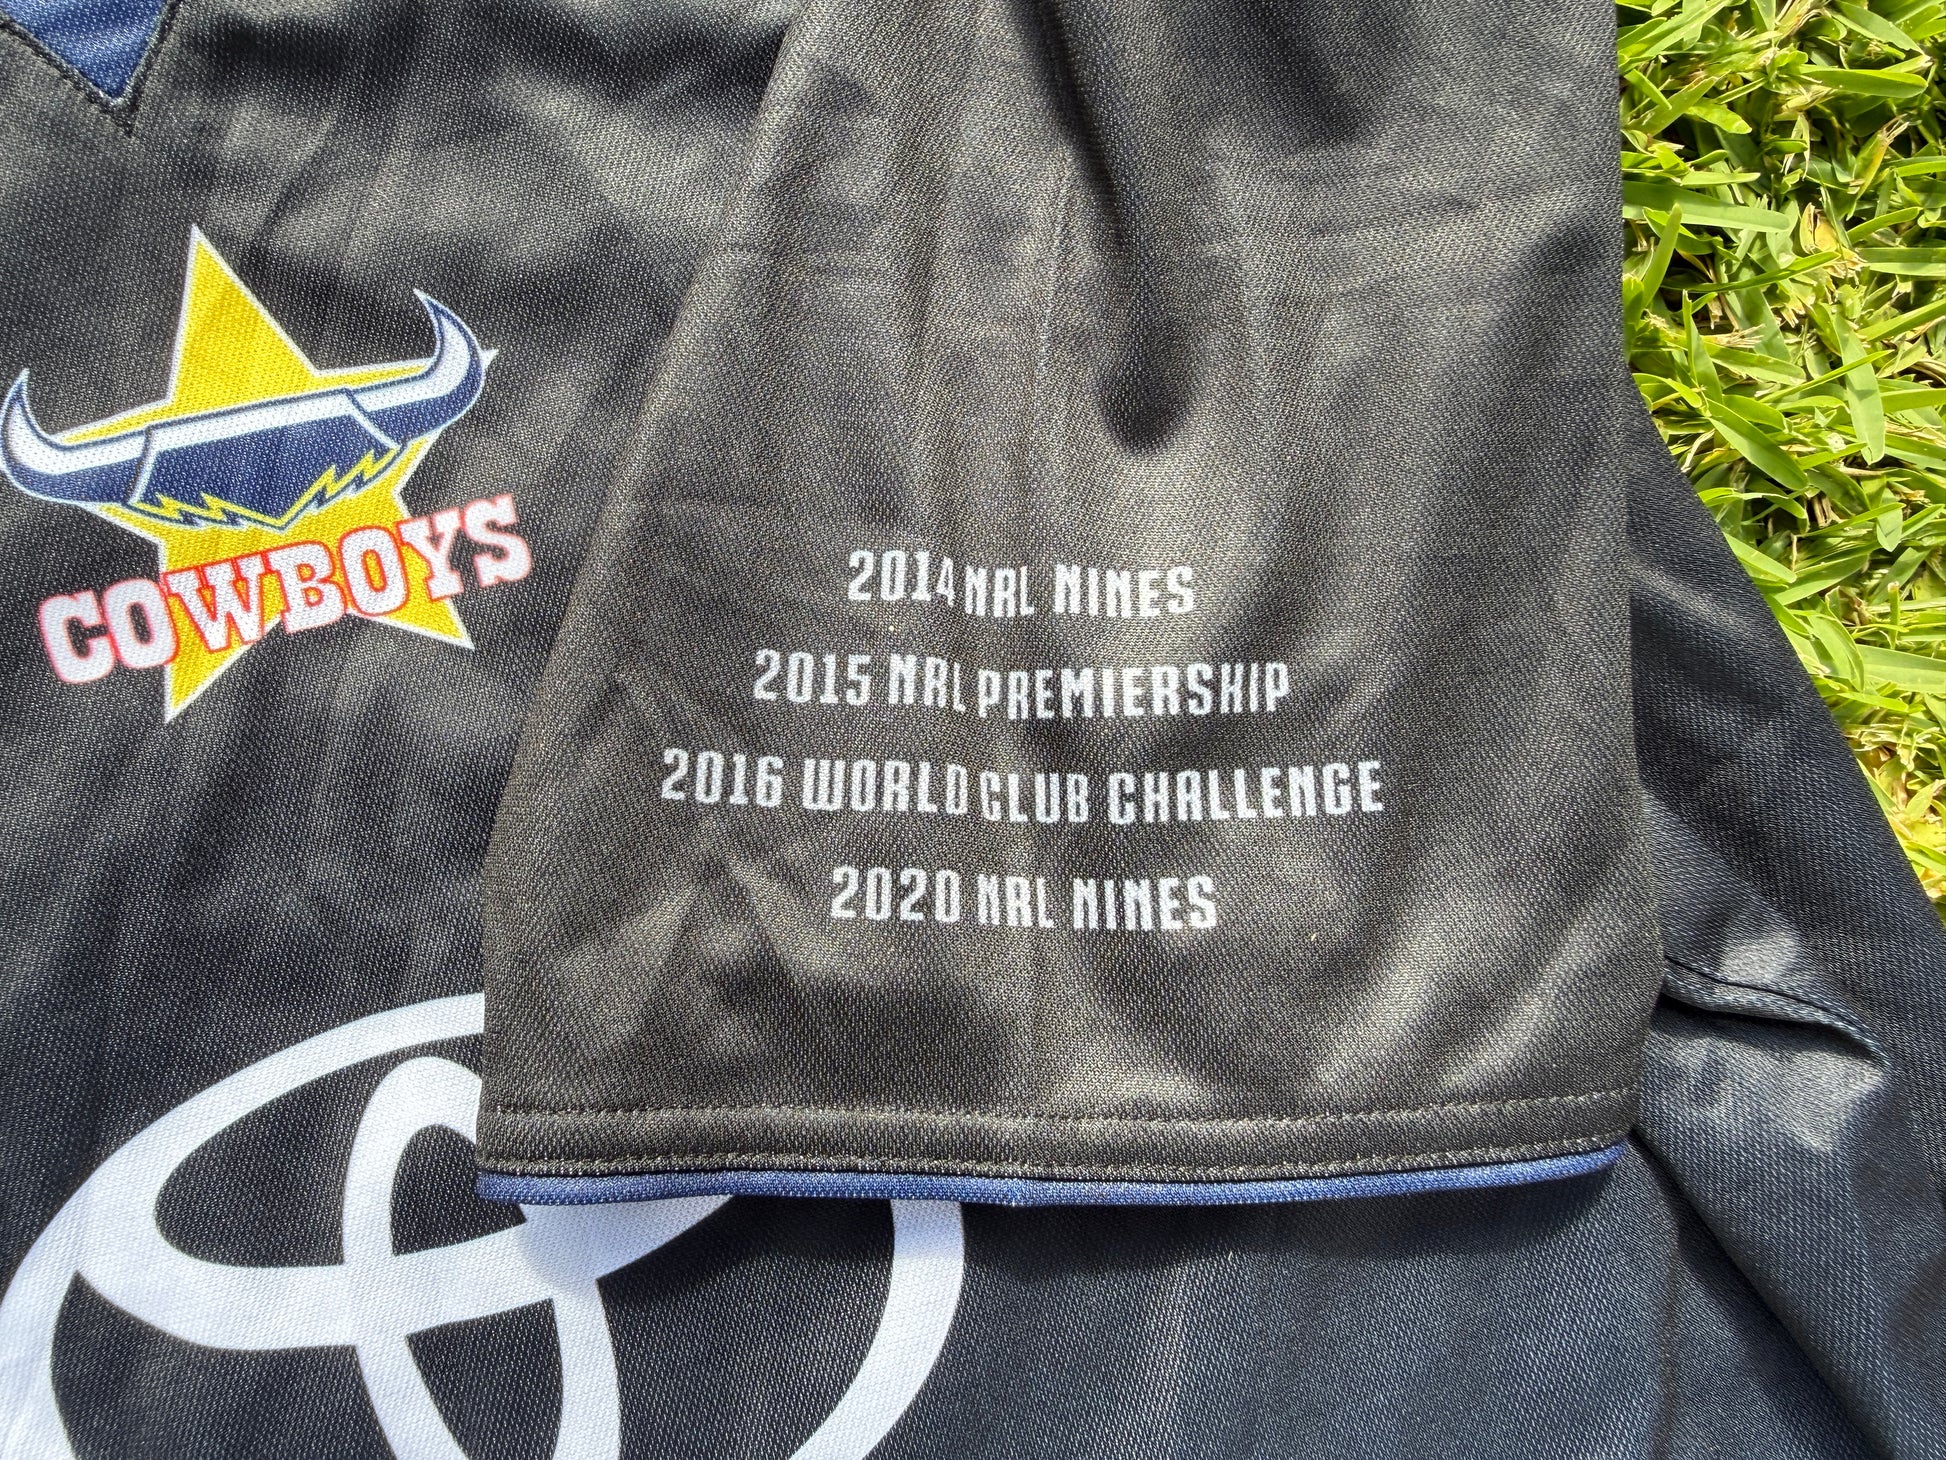 COWBOYS
2014 NRL NINES
2015 NRL PREMIERSHIP
2016 WORLD CLUB CHALLENGE
2020 NRL NINES